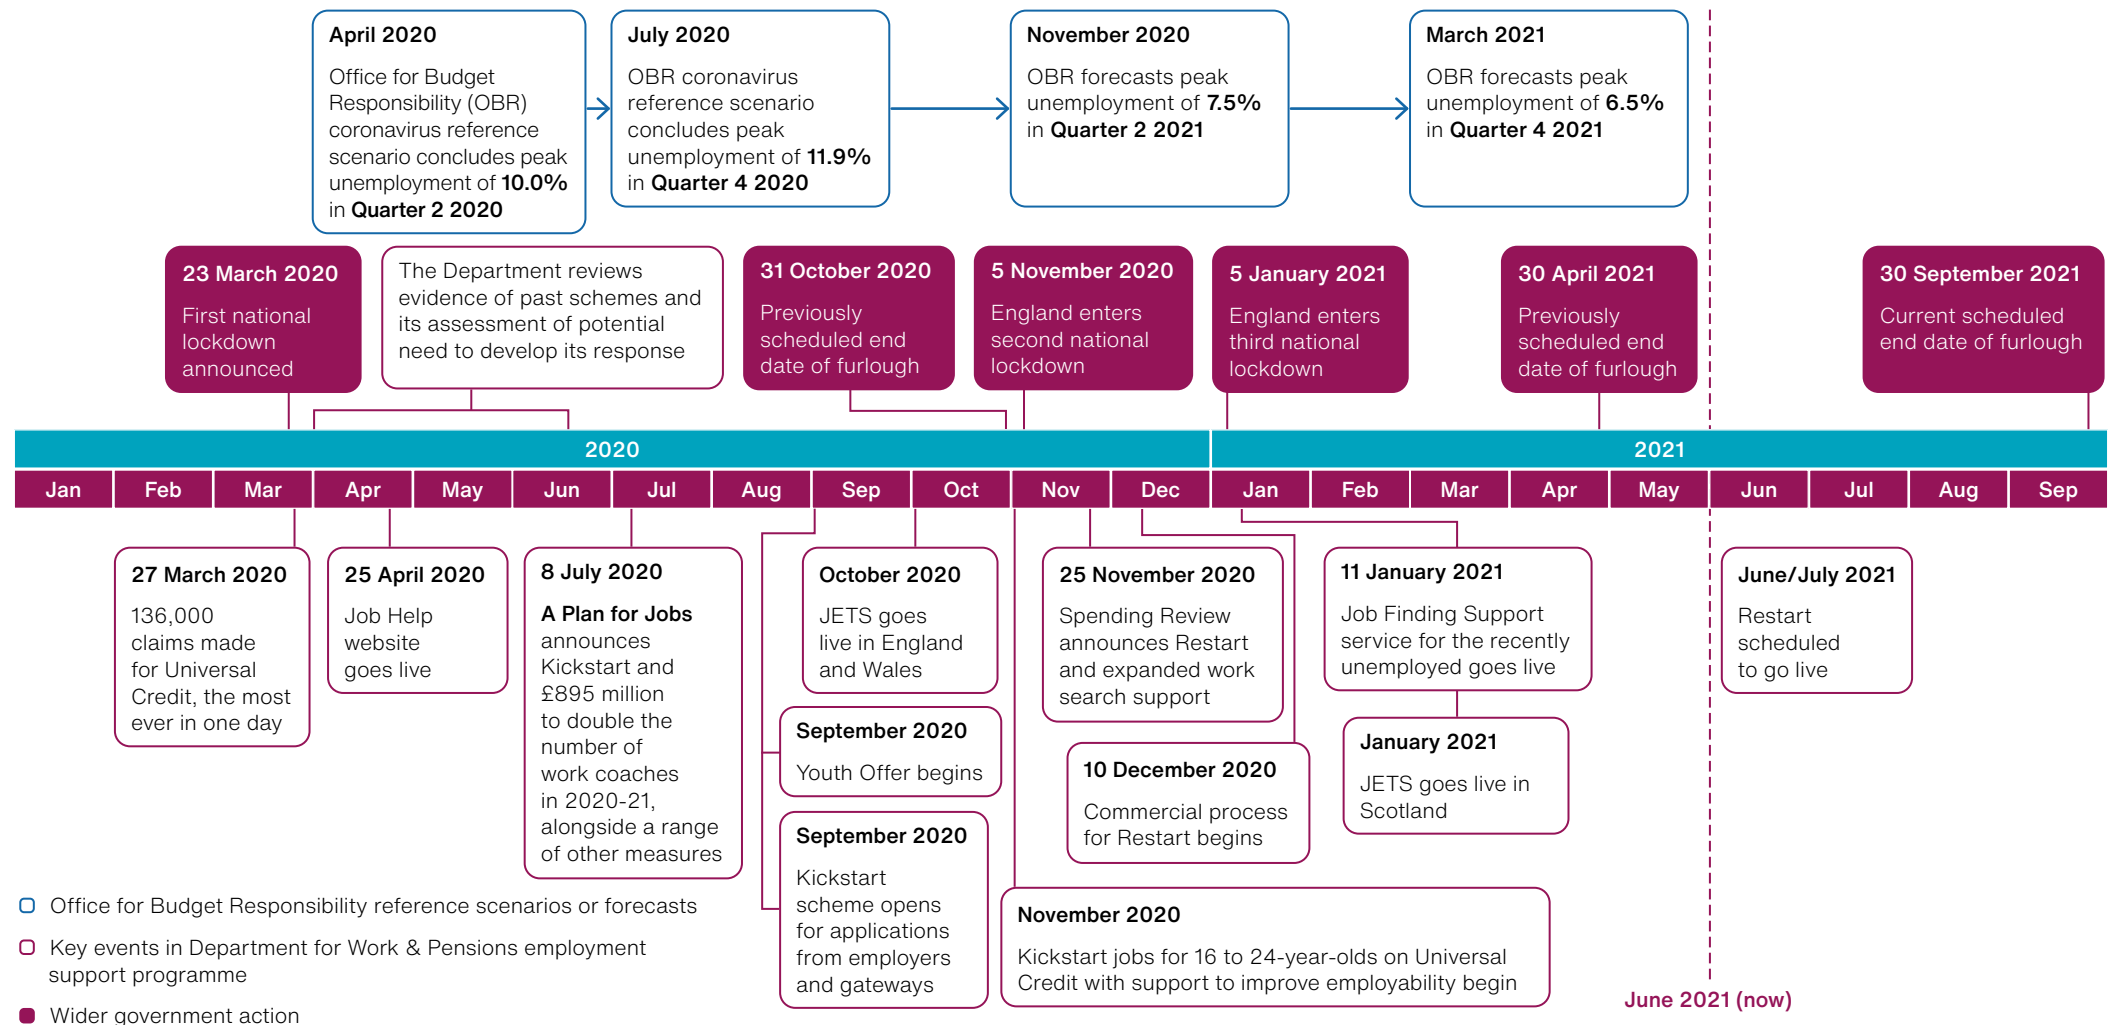 April 2020
Office for Budget
Responsibility (OBR)
coronavirus reference
scenario concludes peak
unemployment of 10.0%
in Quarter 2 2020
July 2020
OBR coronavirus
reference scenario
concludes peak
unemployment of 11.9%
in Quarter 4 2020
November 2020
OBR forecasts peak
unemployment of 7.5%
in Quarter 2 2021
March 2021
OBR forecasts peak
unemployment of 6.5%
in Quarter 4 2021
23 March 2020
First national
lockdown
announced
The Department reviews
evidence of past schemes and
its assessment of potential
need to develop its response
31 October 2020
Previously
scheduled end
date of furlough
5 November 2020
England enters
second national
lockdown
5 January 2021
England enters
third national
lockdown
30 April 2021
Previously
scheduled end
date of furlough
30 September 2021
Current scheduled
end date of furlough
2020
2021
Jan
Feb
Mar
Apr
May
Jun
Jul
Aug
Sep
Oct
Nov
Dec
Jan
Feb
Mar
Apr
May
Jun
Jul
Aug
Sep
27 March 2020
136,000
claims made
for Universal
Credit, the most
ever in one day
25 April 2020
Job Help
website
goes live
8 July 2020
A Plan for Jobs
announces
Kickstart and
£895 million
to double the
number of
work coaches
in 2020-21,
alongside a range
of other measures
October 2020
JETS goes
live in England
and Wales
September 2020
Youth Offer begins
September 2020
Kickstart
scheme opens
for applications
from employers
and gateways
25 November 2020
Spending Review
announces Restart
and expanded work
search support
10 December 2020
Commercial process
for Restart begins
November 2020
Kickstart jobs for 16 to 24-year-olds on Universal
Credit with support to improve employability begin
11 January 2021
Job Finding Support
service for the recently
unemployed goes live
January 2021
JETS goes live in
Scotland
June/July 2021
Restart
scheduled
to go live
June 2021 (now)
Office for Budget Responsibility reference scenarios or forecasts
Key events in Department for Work & Pensions employment
support programme
Wider government action